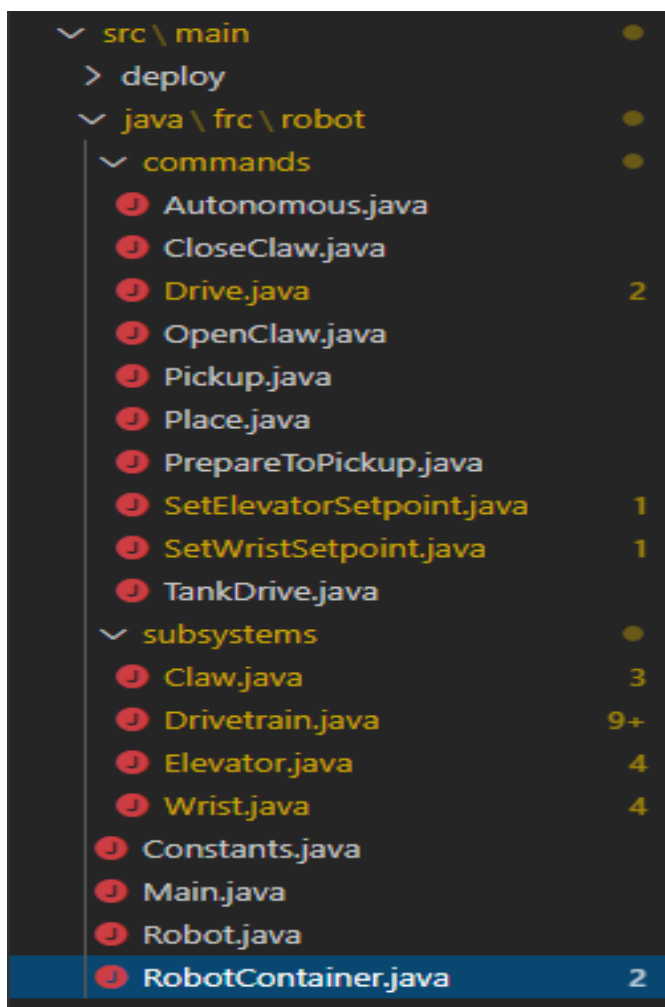 src \ main
deploy
java \ frc \ robot
commands
J Autonomous.java
J CloseClaw.java
J Drive.java 2
J OpenClaw.java
J Pickup.java
J Place.java
J PrepareToPickup.java
J SetElevatorSetpoint.java 1
J SetWristSetpoint.java 1
J TankDrive.java
subsystems
J Claw.java 3
J Drivetrain.java 9+
J Elevator.java 4
J Wrist.java 4
J Constants.java
J Main.java
J Robot.java
J RobotContainer.java 2